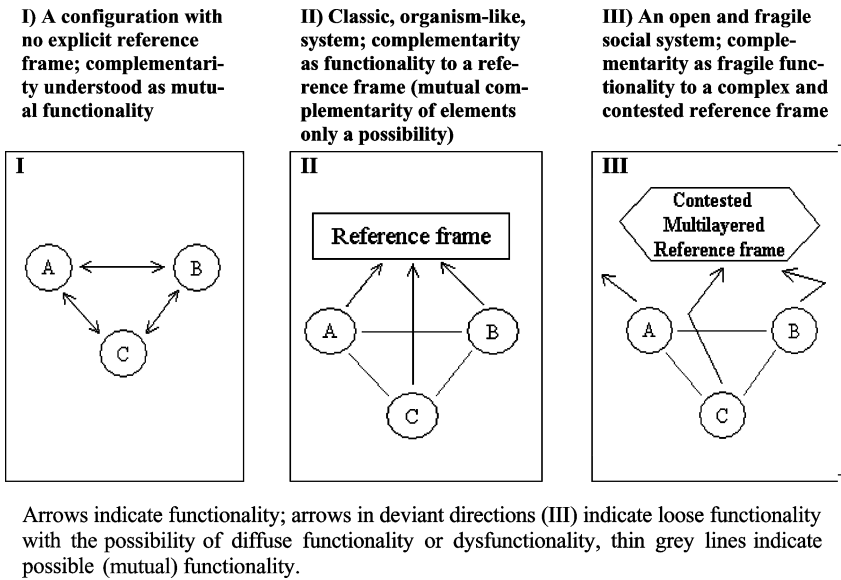 I) A configuration with
no explicit reference
frame; complementari-
ty understood as mutu-
al functionality
II) Classic, organism-like,
system; complementarity
as functionality to a refe-
rence frame (mutual com-
plementarity of elements
only a possibility)
III) An open and fragile
social system; comple-
mentarity as fragile func-
tionality to a complex and
contested reference frame
I
A
B
C
II
Reference frame
A
B
C
III
Contested
Multilayered
Reference frame
A
B
C
Arrows indicate functionality; arrows in deviant directions (III) indicate loose functionality
with the possibility of diffuse functionality or dysfunctionality, thin grey lines indicate
possible (mutual) functionality.